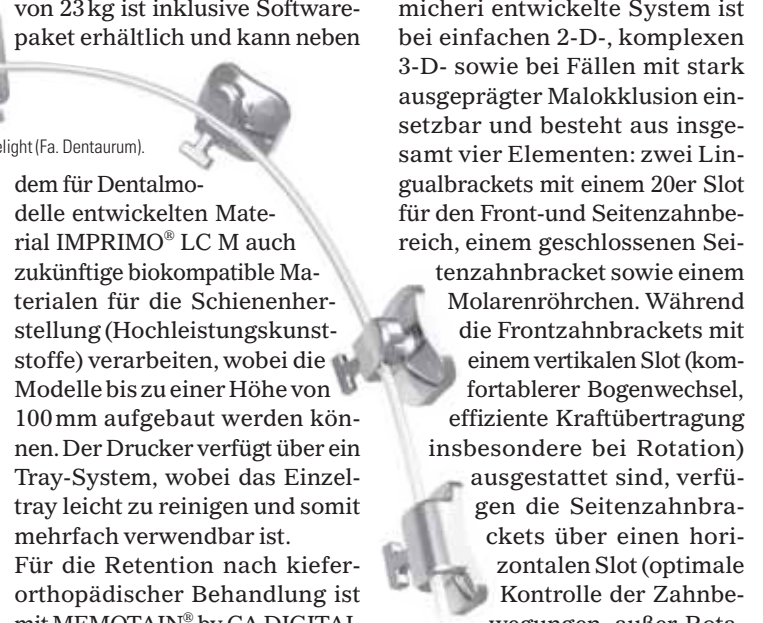 von 23 kg ist inklusive Software-
paket erhältlich und kann neben
elight (Fa. Dentaurum).
dem für Dentalmo-
delle entwickelten Mate-
rial IMPRIMO® LC M auch
zukünftige biokompatible Ma-
terialen für die Schienenher-
stellung (Hochleistungskunst-
stoffe) verarbeiten, wobei die
Modelle bis zu einer Höhe von
100 mm aufgebaut werden kön-
nen. Der Drucker verfügt über ein
Tray-System, wobei das Einzel-
tray leicht zu reinigen und somit
mehrfach verwendbar ist.
Für die Retention nach kiefer-
orthopädischer Behandlung ist
mit MEMOTAIN® by CA DIGITAL
micheri entwickelte System ist
bei einfachen 2-D-, komplexen
3-D- sowie bei Fällen mit stark
ausgeprägter Malokklusion ein-
setzbar und besteht aus insge-
samt vier Elementen: zwei Lin-
gualbrackets mit einem 20er Slot
für den Front-und Seitenzahnbe-
reich, einem geschlossenen Sei-
tenzahnbracket sowie einem
Molarenröhrchen. Während
die Frontzahnbrackets mit
einem vertikalen Slot (kom-
fortablerer Bogenwechsel,
effiziente Kraftübertragung
insbesondere bei Rotation)
ausgestattet sind, verfü-
gen die Seitenzahnbra-
ckets über einen hori-
zontalen Slot (optimale
Kontrolle der Zahnbe-
wegungen, außer Rota-